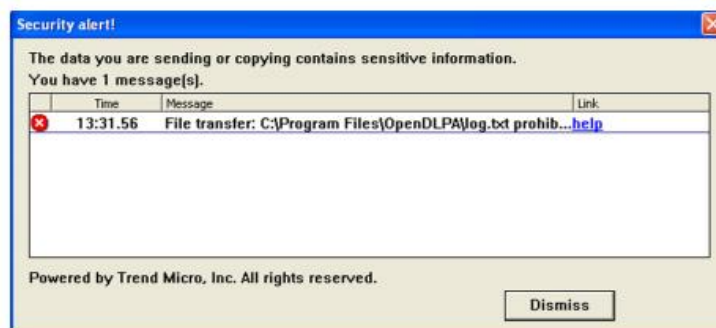 Security alert!
The data you are sending or copying contains sensitive information.
You have 1 message(s).
Time Message Link
13:31.56 File transfer: C:\Program Files\OpenDLPA\log.txt prohib...help
Powered by Trend Micro, Inc. All rights reserved.
Dismiss